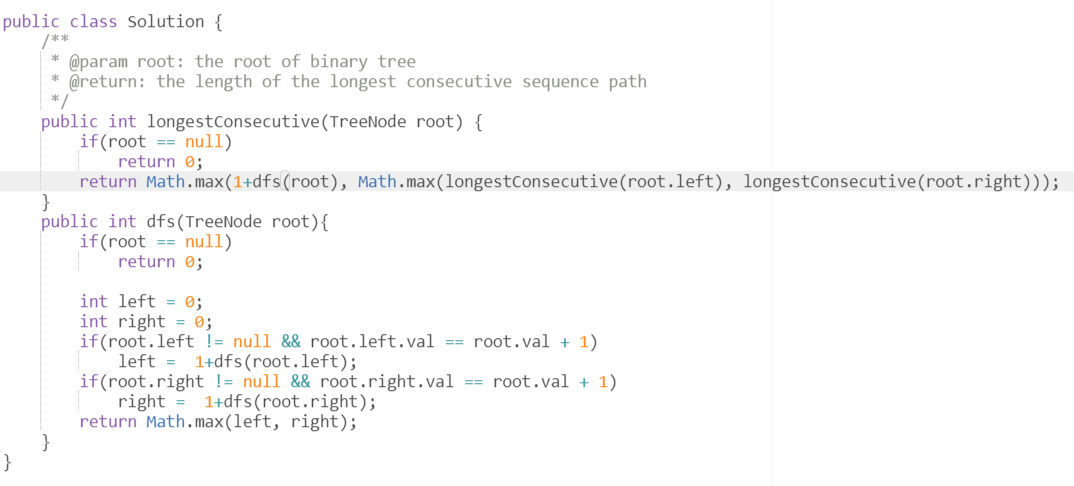 public class Solution {
    /**
     * @param root: the root of binary tree
     * @return: the length of the longest consecutive sequence path
     */
    public int longestConsecutive(TreeNode root) {
        if(root == null)
            return 0;
        return Math.max(1+dfs(root), Math.max(longestConsecutive(root.left), longestConsecutive(root.right)));
    }
    public int dfs(TreeNode root){
        if(root == null)
            return 0;

        int left = 0;
        int right = 0;
        if(root.left != null && root.left.val == root.val + 1)
            left =  1+dfs(root.left);
        if(root.right != null && root.right.val == root.val + 1)
            right =  1+dfs(root.right);
        return Math.max(left, right);
    }
}